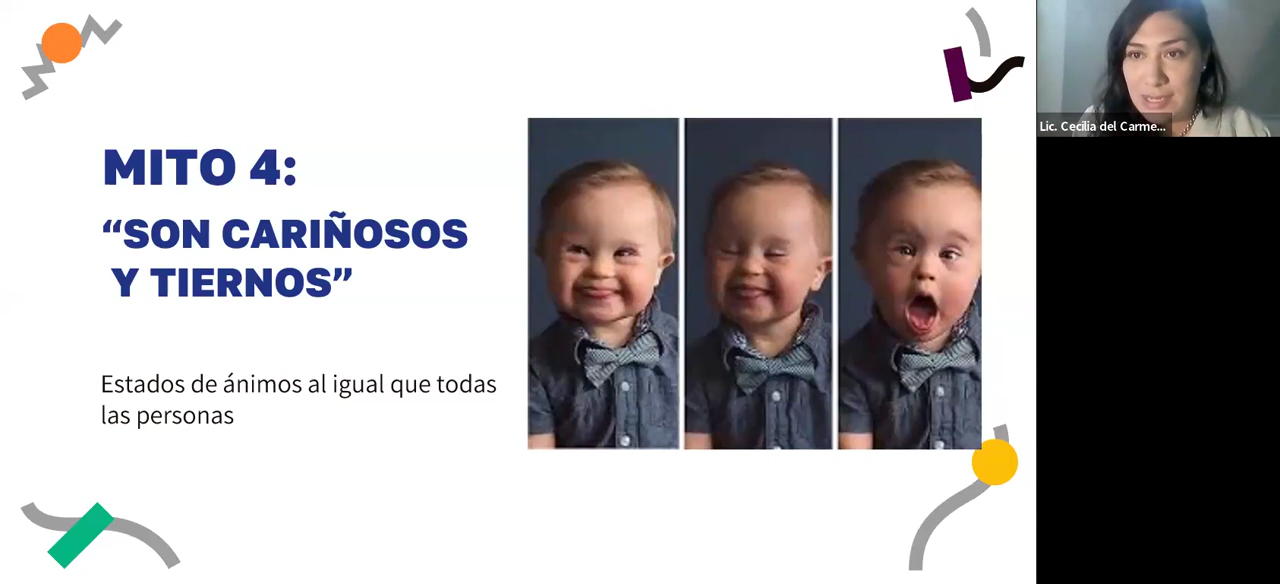 MITO 4:
“SON CARIÑOSOS
Y TIERNOS”
Estados de ánimos al igual que todas
las personas
Lic. Cecilia del Carme...